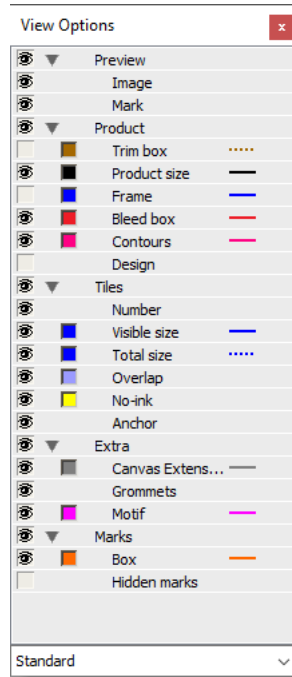 View Options
x
Preview
Image
Mark
Product
Trim box
Product size
Frame
Bleed box
Contours
Design
Tiles
Number
Visible size
Total size
Overlap
No-ink
Anchor
Extra
Canvas Extens...
Grommets
Motif
Marks
Box
Hidden marks
Standard